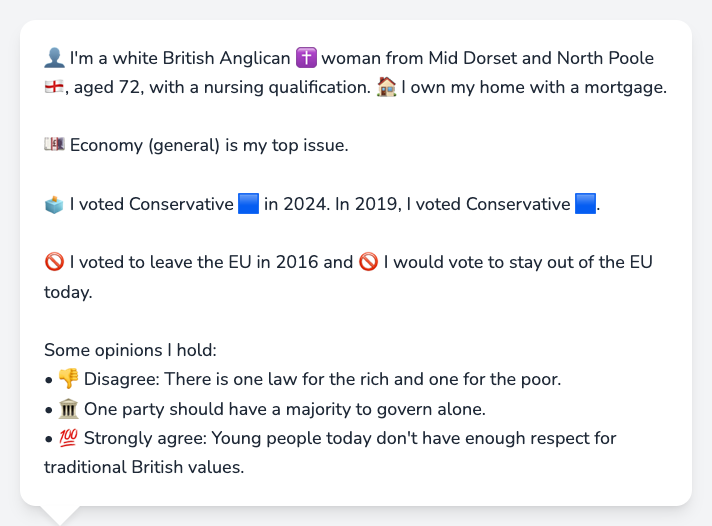 👤 I'm a white British Anglican ✝️ woman from Mid Dorset and North Poole
🏴󠁧󠁢󠁥󠁮󠁧󠁿, aged 72, with a nursing qualification. 🏠 I own my home with a mortgage.
💷 Economy (general) is my top issue.
🗳️ I voted Conservative 🟦 in 2024. In 2019, I voted Conservative 🟦.
🚫 I voted to leave the EU in 2016 and 🚫 I would vote to stay out of the EU
today.
Some opinions I hold:
• 👎 Disagree: There is one law for the rich and one for the poor.
• 🏛️ One party should have a majority to govern alone.
• 💯 Strongly agree: Young people today don't have enough respect for
traditional British values.